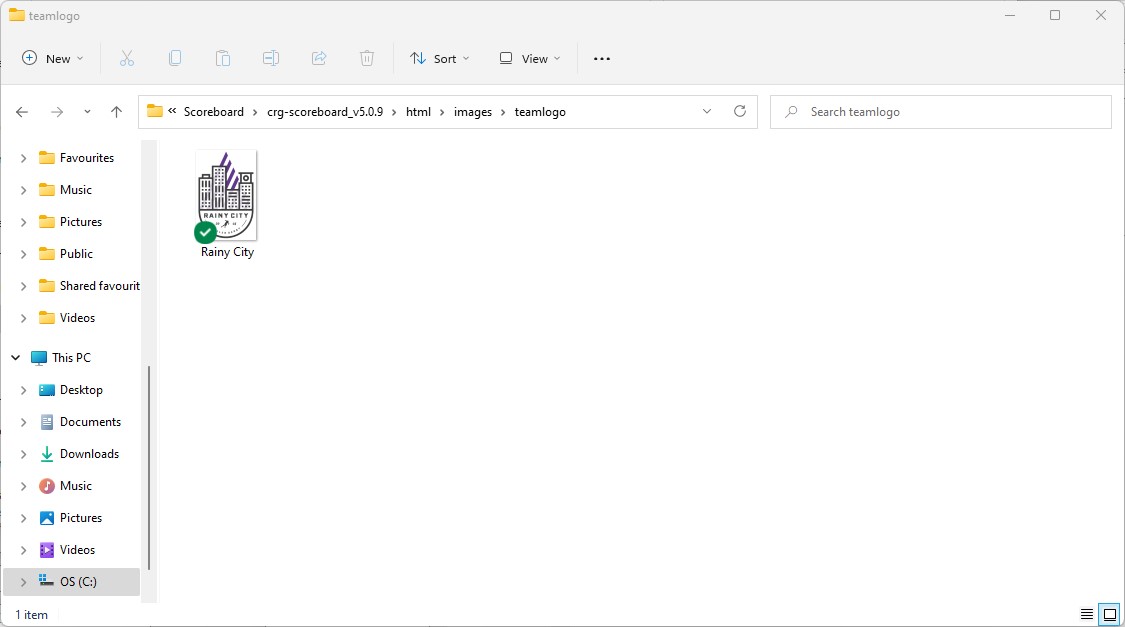 teamlogo
New
Sort
View
« Scoreboard > crg-scoreboard_v5.0.9 > html > images > teamlogo
Search teamlogo
Favourites
Music
Pictures
Public
Shared favourit
Videos
This PC
Desktop
Documents
Downloads
Music
Pictures
Videos
OS (C:)
RAINY CITY
Rainy City
1 item